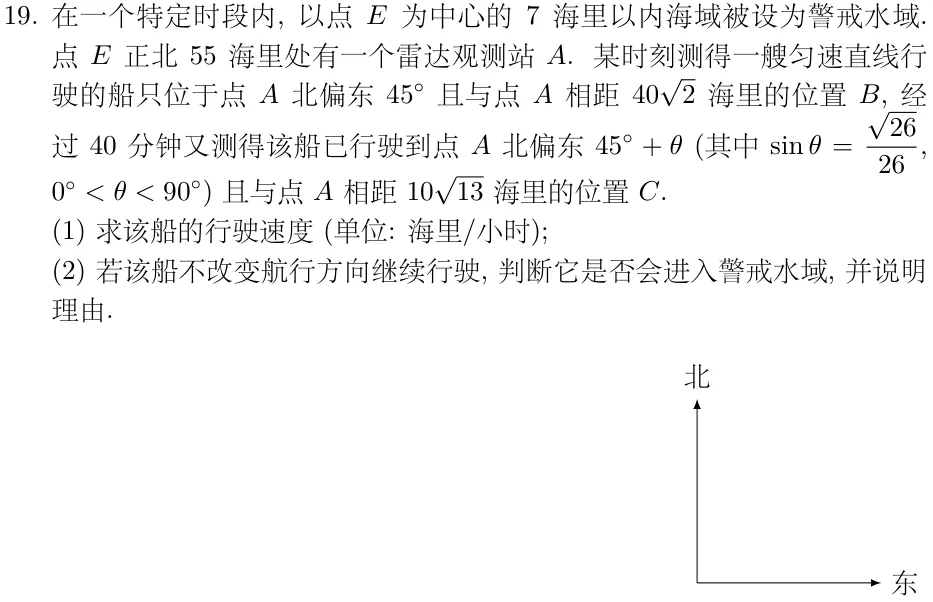 19. 在一个特定时段内, 以点 E 为中心的 7 海里以内海域被设为警戒水域.
点 E 正北 55 海里处有一个雷达观测站 A. 某时刻测得一艘匀速直线行
驶的船只位于点 A 北偏东 45° 且与点 A 相距 40√2 海里的位置 B, 经
过 40 分钟又测得该船已行驶到点 A 北偏东 45° + θ (其中 sin θ = √26/26,
0° < θ < 90°) 且与点 A 相距 10√13 海里的位置 C.
(1) 求该船的行驶速度 (单位: 海里/小时);
(2) 若该船不改变航行方向继续行驶, 判断它是否会进入警戒水域, 并说明
理由.
北
东